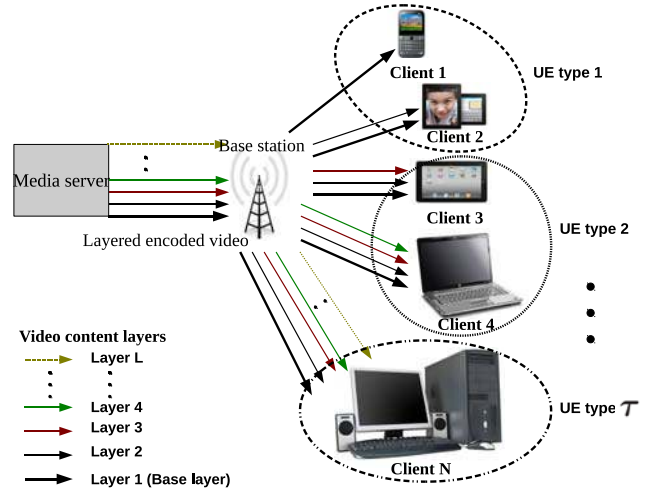 Client 1
UE type 1
Client 2
Base station
Media server
Client 3
Layered encoded video
UE type 2
Client 4
Video content layers
Layer L
Layer 4
Layer 3
Layer 2
Layer 1 (Base layer)
UE type τ
Client N